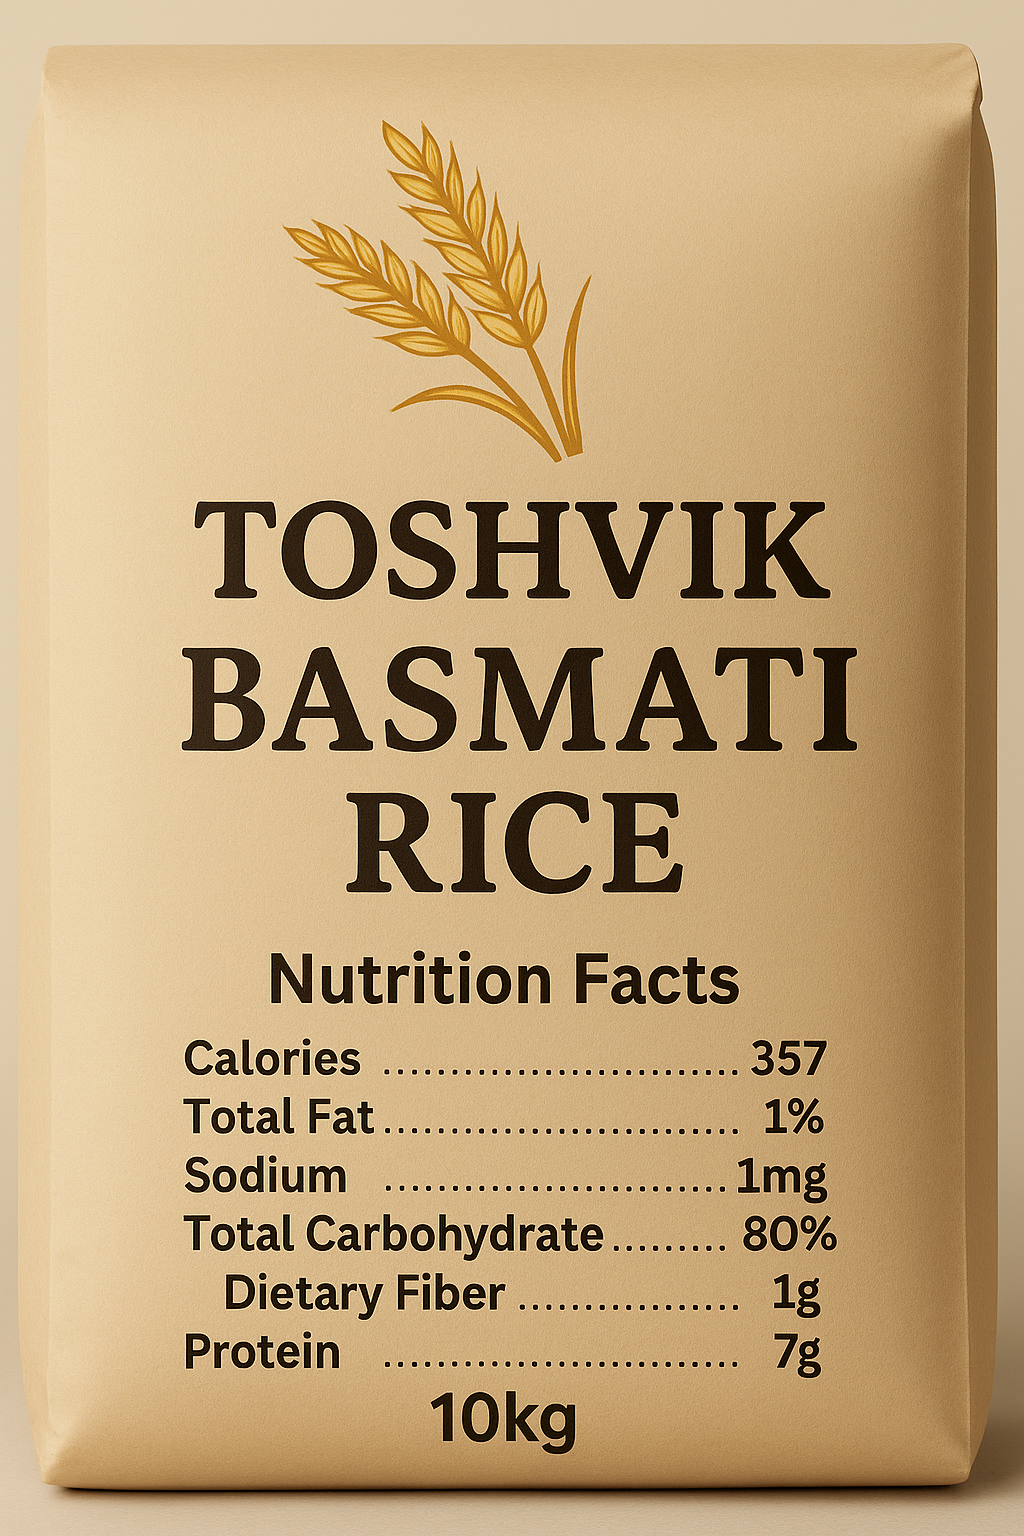 TOSHVIK
BASMATI
RICE
Nutrition Facts
Calories .......................... 357
Total Fat .......................... 1%
Sodium ......................... 1mg
Total Carbohydrate ......... 80%
Dietary Fiber ................. 1g
Protein .......................... 7g
10kg